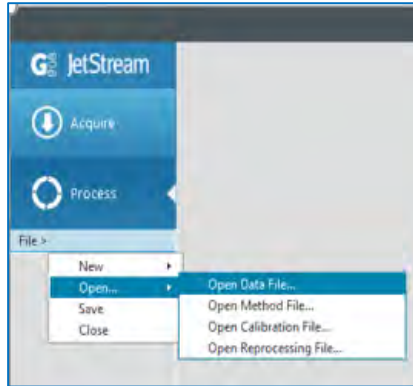 JetStream
Acquire
Process
File >
New
Open...
Save
Close
Open Data File...
Open Method File...
Open Calibration File...
Open Reprocessing File...